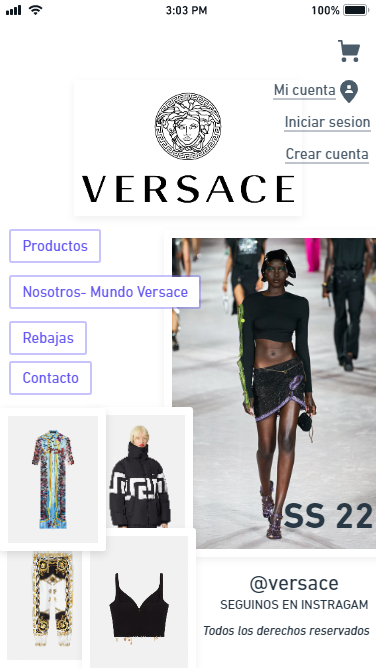 3:03 PM
100%
Mi cuenta
Iniciar sesion
Crear cuenta
VERSACE
Productos
Nosotros- Mundo Versace
Rebajas
Contacto
SS 22
@versace
SEGUINOS EN INSTRAGAM
Todos los derechos reservados